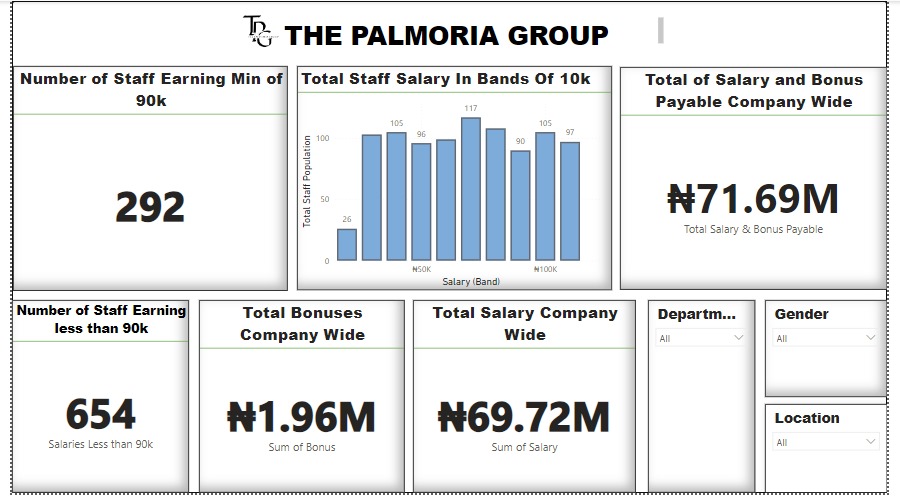 TPG THE PALMORIA GROUP
Number of Staff Earning Min of
90k
292
Total Staff Salary In Bands Of 10k
Total Staff Population
100
50
0
26
105
96
117
90
105
97
₦50K
₦100K
Salary (Band)
Total of Salary and Bonus
Payable Company Wide
₦71.69M
Total Salary & Bonus Payable
Number of Staff Earning
less than 90k
654
Salaries Less than 90k
Total Bonuses
Company Wide
₦1.96M
Sum of Bonus
Total Salary Company
Wide
₦69.72M
Sum of Salary
Departm...
All
Gender
All
Location
All